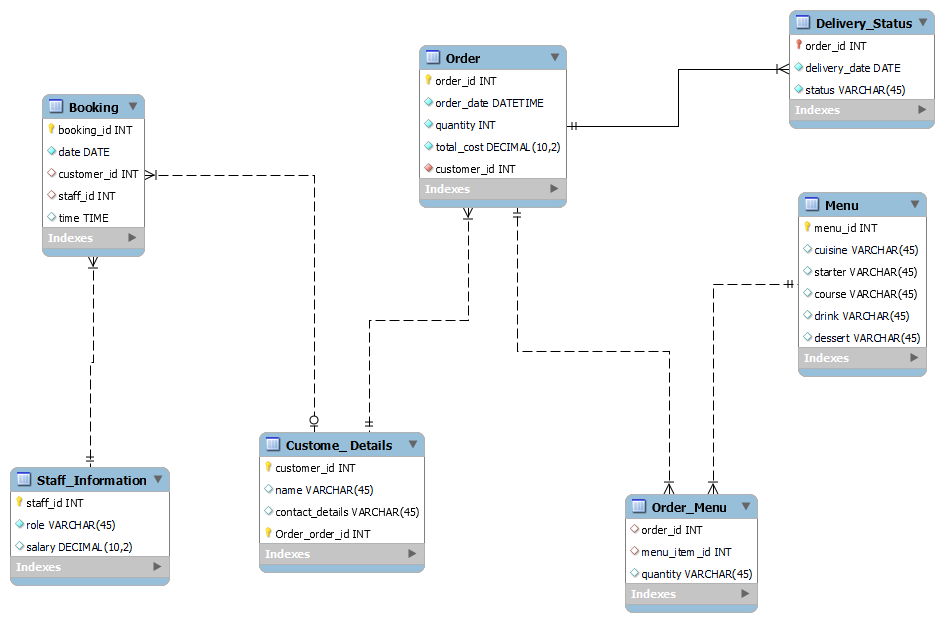 Delivery_Status
order_id INT
delivery_date DATE
status VARCHAR(45)
Indexes
Order
order_id INT
order_date DATETIME
quantity INT
total_cost DECIMAL(10,2)
customer_id INT
Indexes
Booking
booking_id INT
date DATE
customer_id INT
staff_id INT
time TIME
Indexes
Menu
menu_id INT
cuisine VARCHAR(45)
starter VARCHAR(45)
course VARCHAR(45)
drink VARCHAR(45)
dessert VARCHAR(45)
Indexes
Custome_ Details
customer_id INT
name VARCHAR(45)
contact_details VARCHAR(45)
Order_order_id INT
Indexes
Staff_Information
staff_id INT
role VARCHAR(45)
salary DECIMAL(10,2)
Indexes
Order_Menu
order_id INT
menu_item_id INT
quantity VARCHAR(45)
Indexes